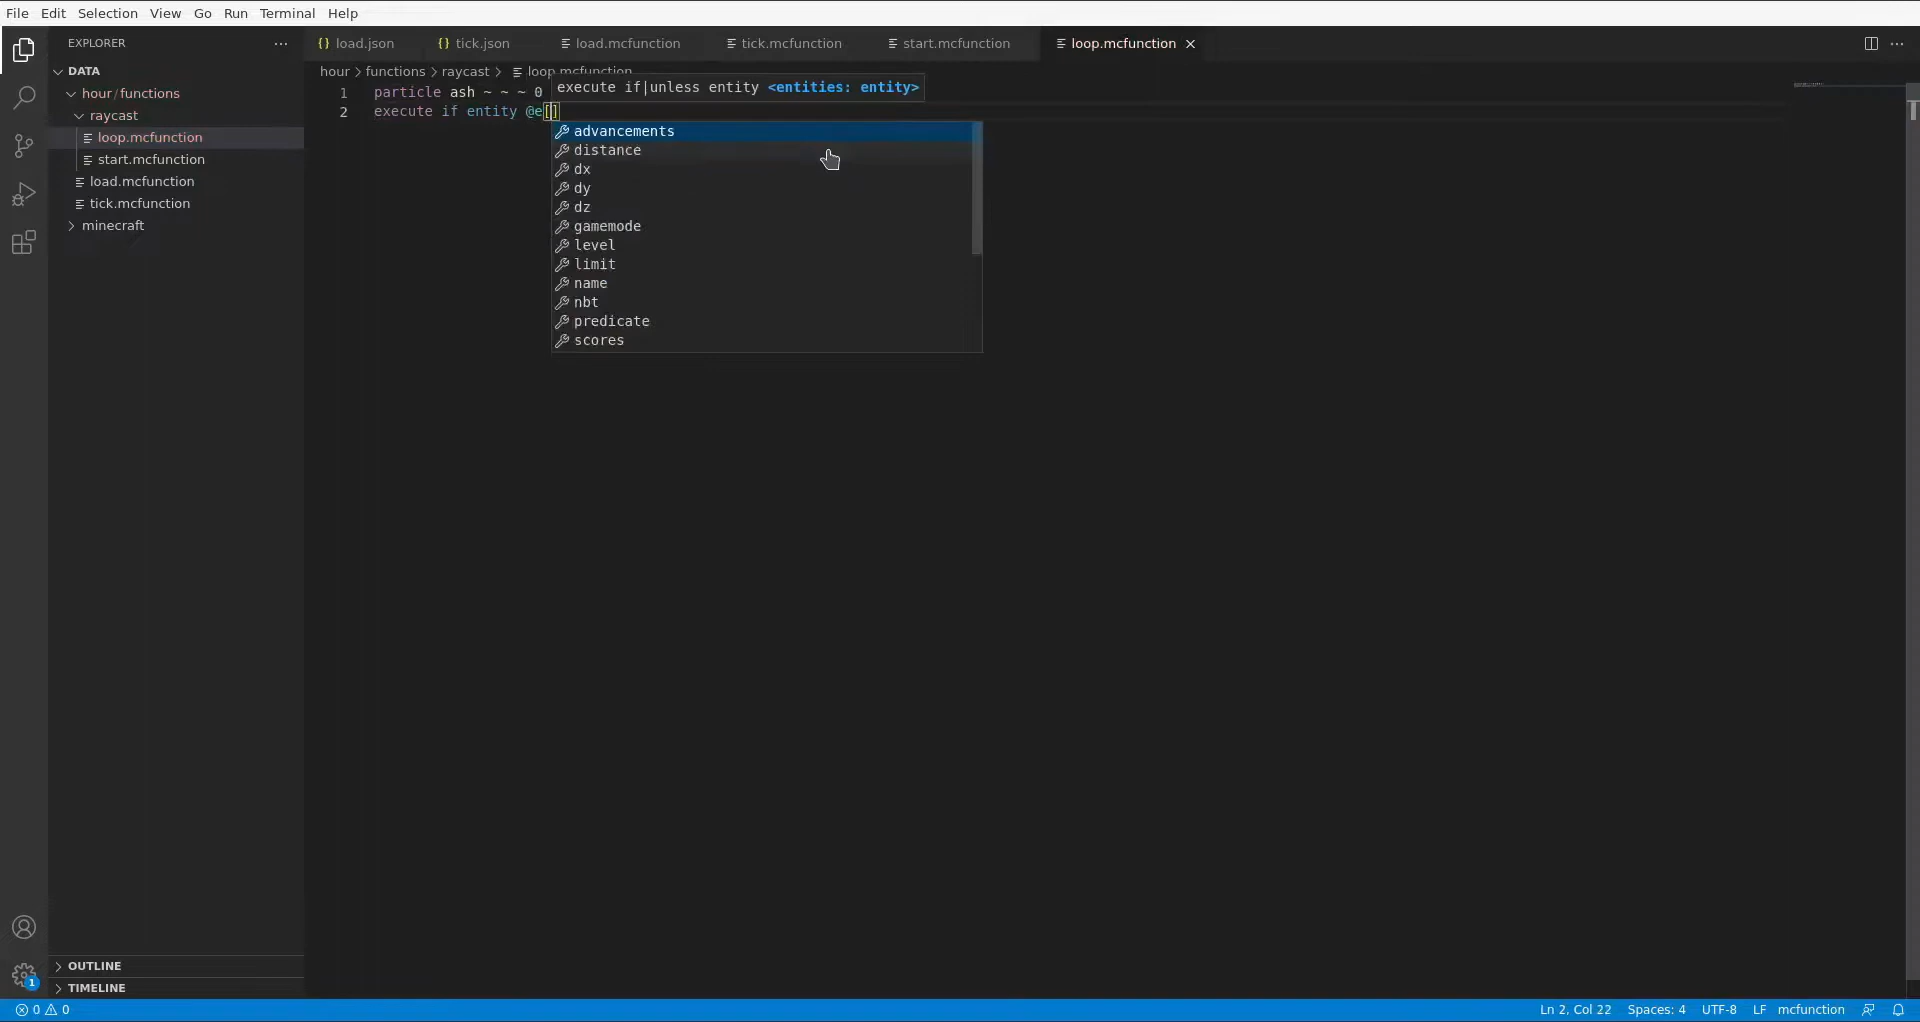 File Edit Selection View Go Run Terminal Help
EXPLORER
DATA
hour / functions
raycast
loop.mcfunction
start.mcfunction
load.mcfunction
tick.mcfunction
minecraft
OUTLINE
TIMELINE
{} load.json {} tick.json load.mcfunction tick.mcfunction start.mcfunction loop.mcfunction
hour > functions > raycast > loop.mcfunction
execute if|unless entity <entities: entity>
1 particle ash ~ ~ ~ 0
2 execute if entity @e[]
advancements
distance
dx
dy
dz
gamemode
level
limit
name
nbt
predicate
scores
1
0 0 Ln 2, Col 22 Spaces: 4 UTF-8 LF mcfunction